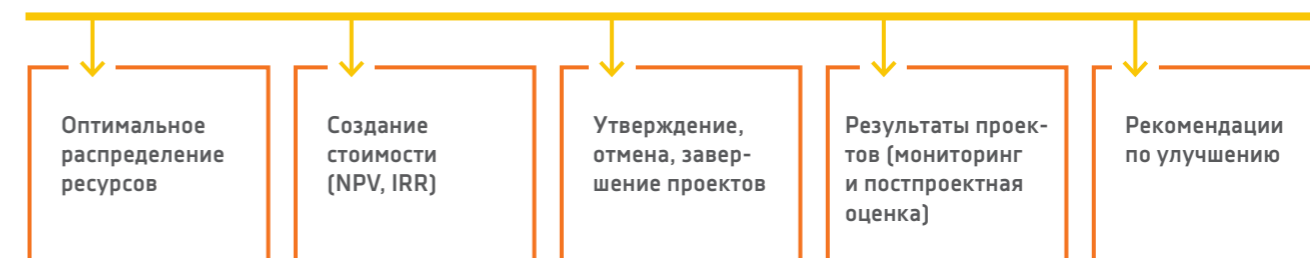 Оптимальное
распределение
ресурсов
Создание
стоимости
(NPV, IRR)
Утверждение,
отмена, завер-
шение проектов
Результаты проек-
тов (мониторинг
и постпроектная
оценка)
Рекомендации
по улучшению